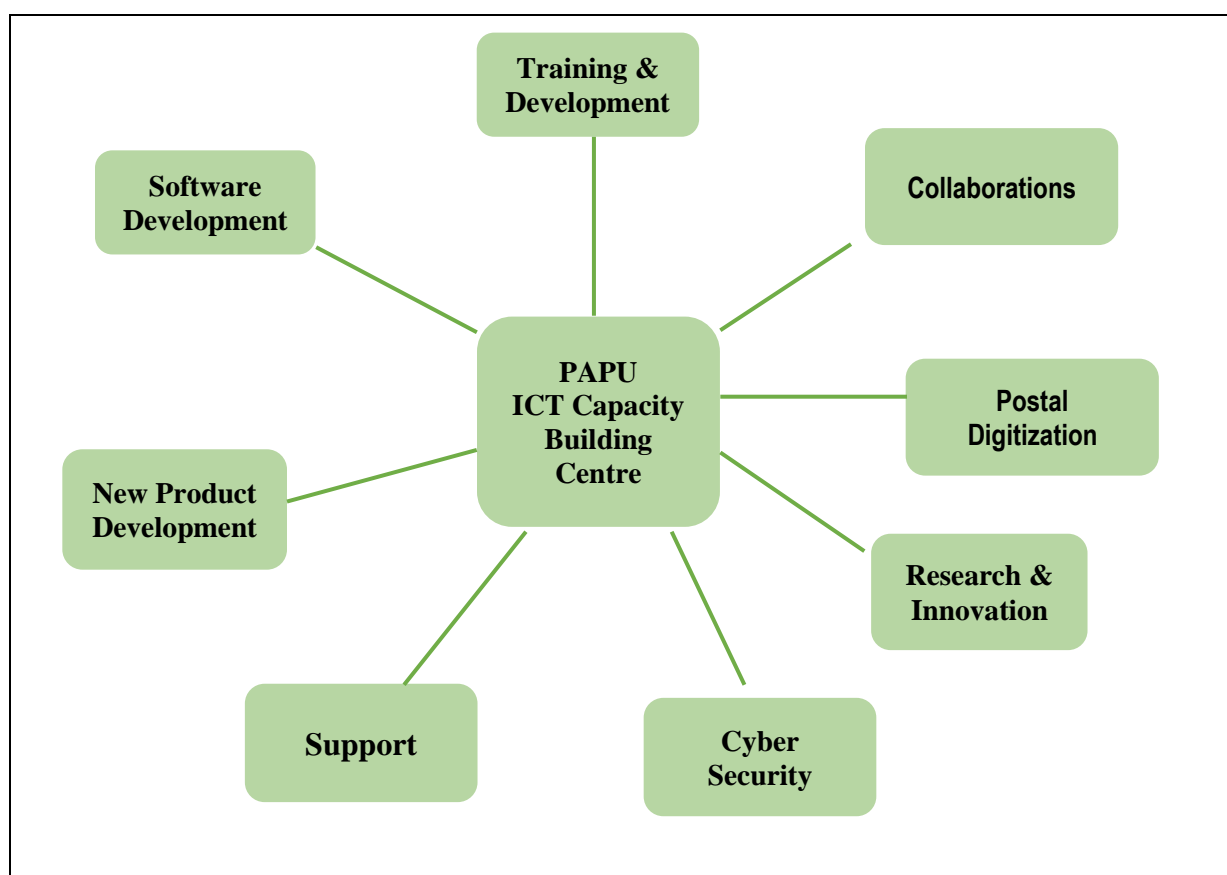 Training &
Development
Software
Development
Collaborations
PAPU
ICT Capacity
Building
Centre
Postal
Digitization
New Product
Development
Research &
Innovation
Support
Cyber
Security